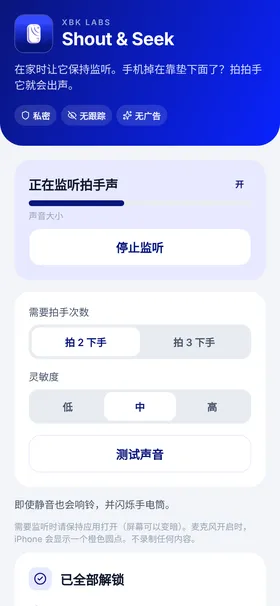 XBK LABS
Shout & Seek
在家时让它保持监听。手机掉在靠垫下面了？拍拍手
它就会出声。
私密
无跟踪
无广告
正在监听拍手声
开
声音大小
停止监听
需要拍手次数
拍 2 下手
拍 3 下手
灵敏度
低
中
高
测试声音
即使静音也会响铃，并闪烁手电筒。
需要监听时请保持应用打开（屏幕可以变暗）。麦克风开启时，
iPhone 会显示一个橙色圆点。不录制任何内容。
已全部解锁